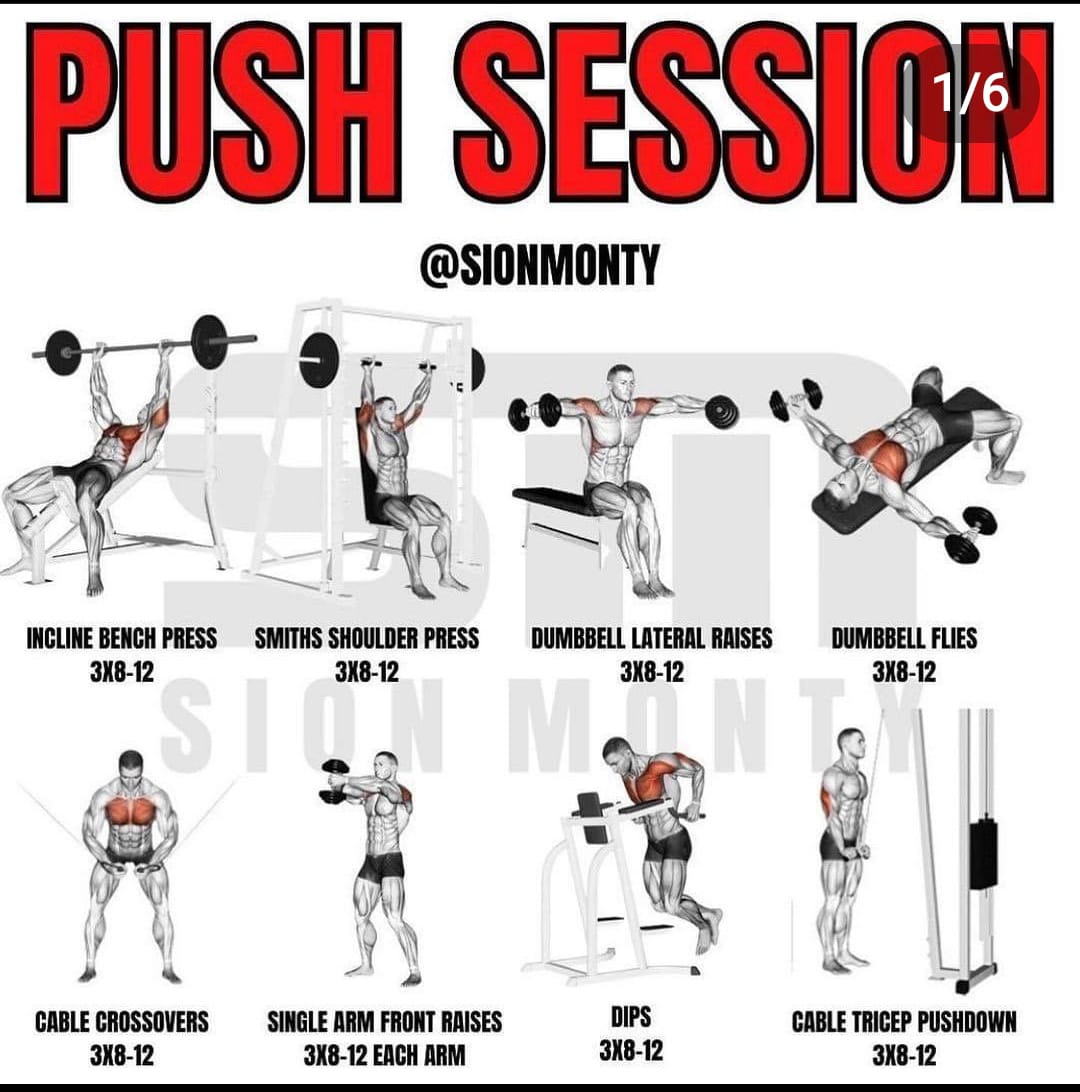 PUSH SESSION
1/6
@SIONMONTY
INCLINE BENCH PRESS
3X8-12
SMITHS SHOULDER PRESS
3X8-12
DUMBBELL LATERAL RAISES
3X8-12
DUMBBELL FLIES
3X8-12
SM
SION MONTY
CABLE CROSSOVERS
3X8-12
SINGLE ARM FRONT RAISES
3X8-12 EACH ARM
DIPS
3X8-12
CABLE TRICEP PUSHDOWN
3X8-12